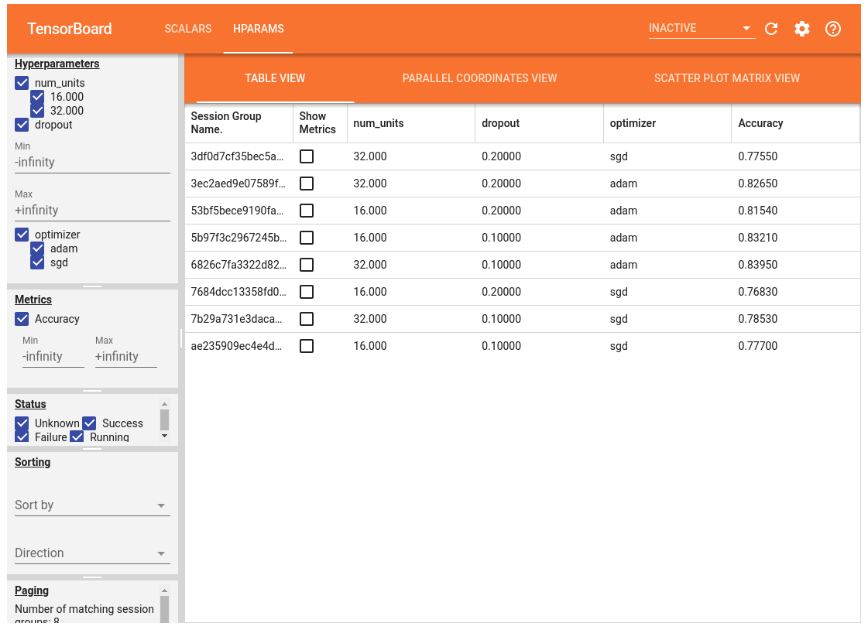 TensorBoard SCALARS HPARAMS INACTIVE
Hyperparameters
num_units
16.000
32.000
dropout
Min
-infinity
Max
+infinity
optimizer
adam
sgd
Metrics
Accuracy
Min Max
-infinity +infinity
Status
Unknown Success
Failure Running
Sorting
Sort by
Direction
Paging
Number of matching session
groups: 8
TABLE VIEW PARALLEL COORDINATES VIEW SCATTER PLOT MATRIX VIEW
Session Group Name. Show Metrics num_units dropout optimizer Accuracy
3df0d7cf35bec5a... 32.000 0.20000 sgd 0.77550
3ec2aed9e07589f... 32.000 0.20000 adam 0.82650
53bf5bece9190fa... 16.000 0.20000 adam 0.81540
5b97f3c2967245b... 16.000 0.10000 adam 0.83210
6826c7fa3322d82... 32.000 0.10000 adam 0.83950
7684dcc13358fd0... 16.000 0.20000 sgd 0.76830
7b29a731e3daca... 32.000 0.10000 sgd 0.78530
ae235909ec4e4d... 16.000 0.10000 sgd 0.77700